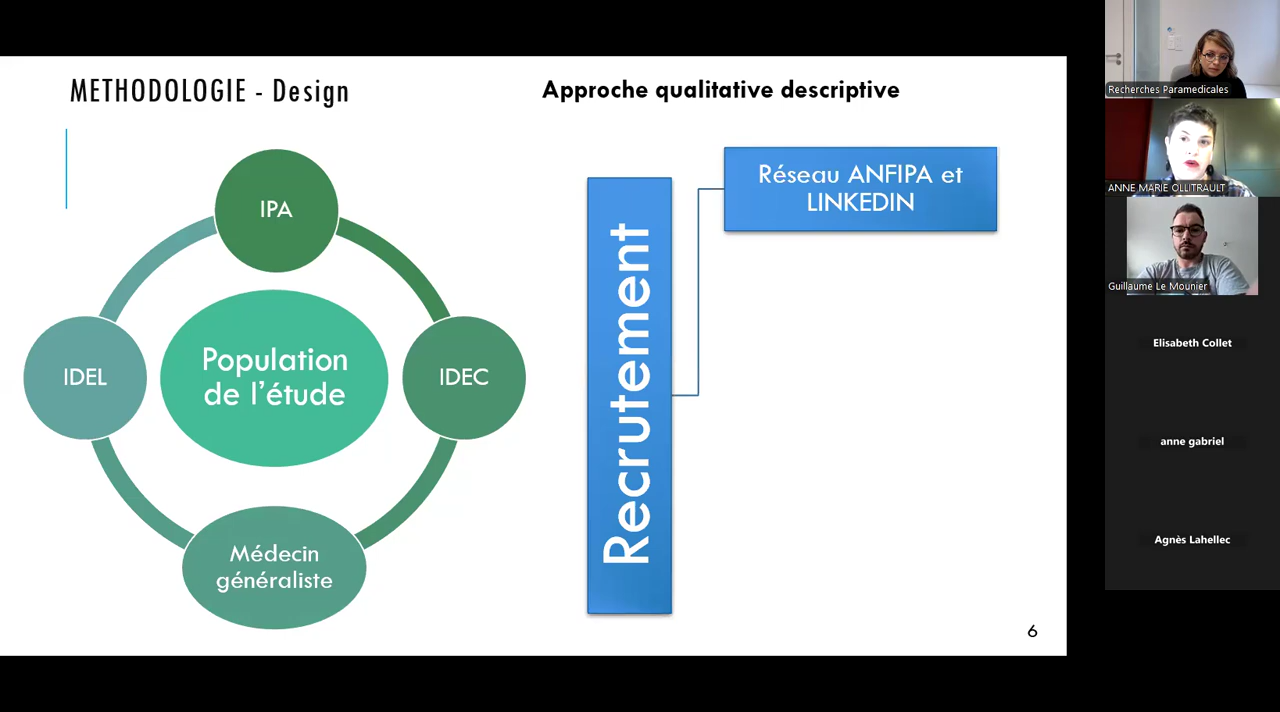 METHODOLOGIE - Design
Approche qualitative descriptive
IPA
IDEL
Population
de l'étude
IDEC
Médecin
généraliste
Recrutement
Réseau ANFIPA et
LINKEDIN
6
Recherches Paramedicales
ANNE MARIE OLLITRAULT
Guillaume Le Mounier
Elisabeth Collet
anne gabriel
Agnès Lahellec